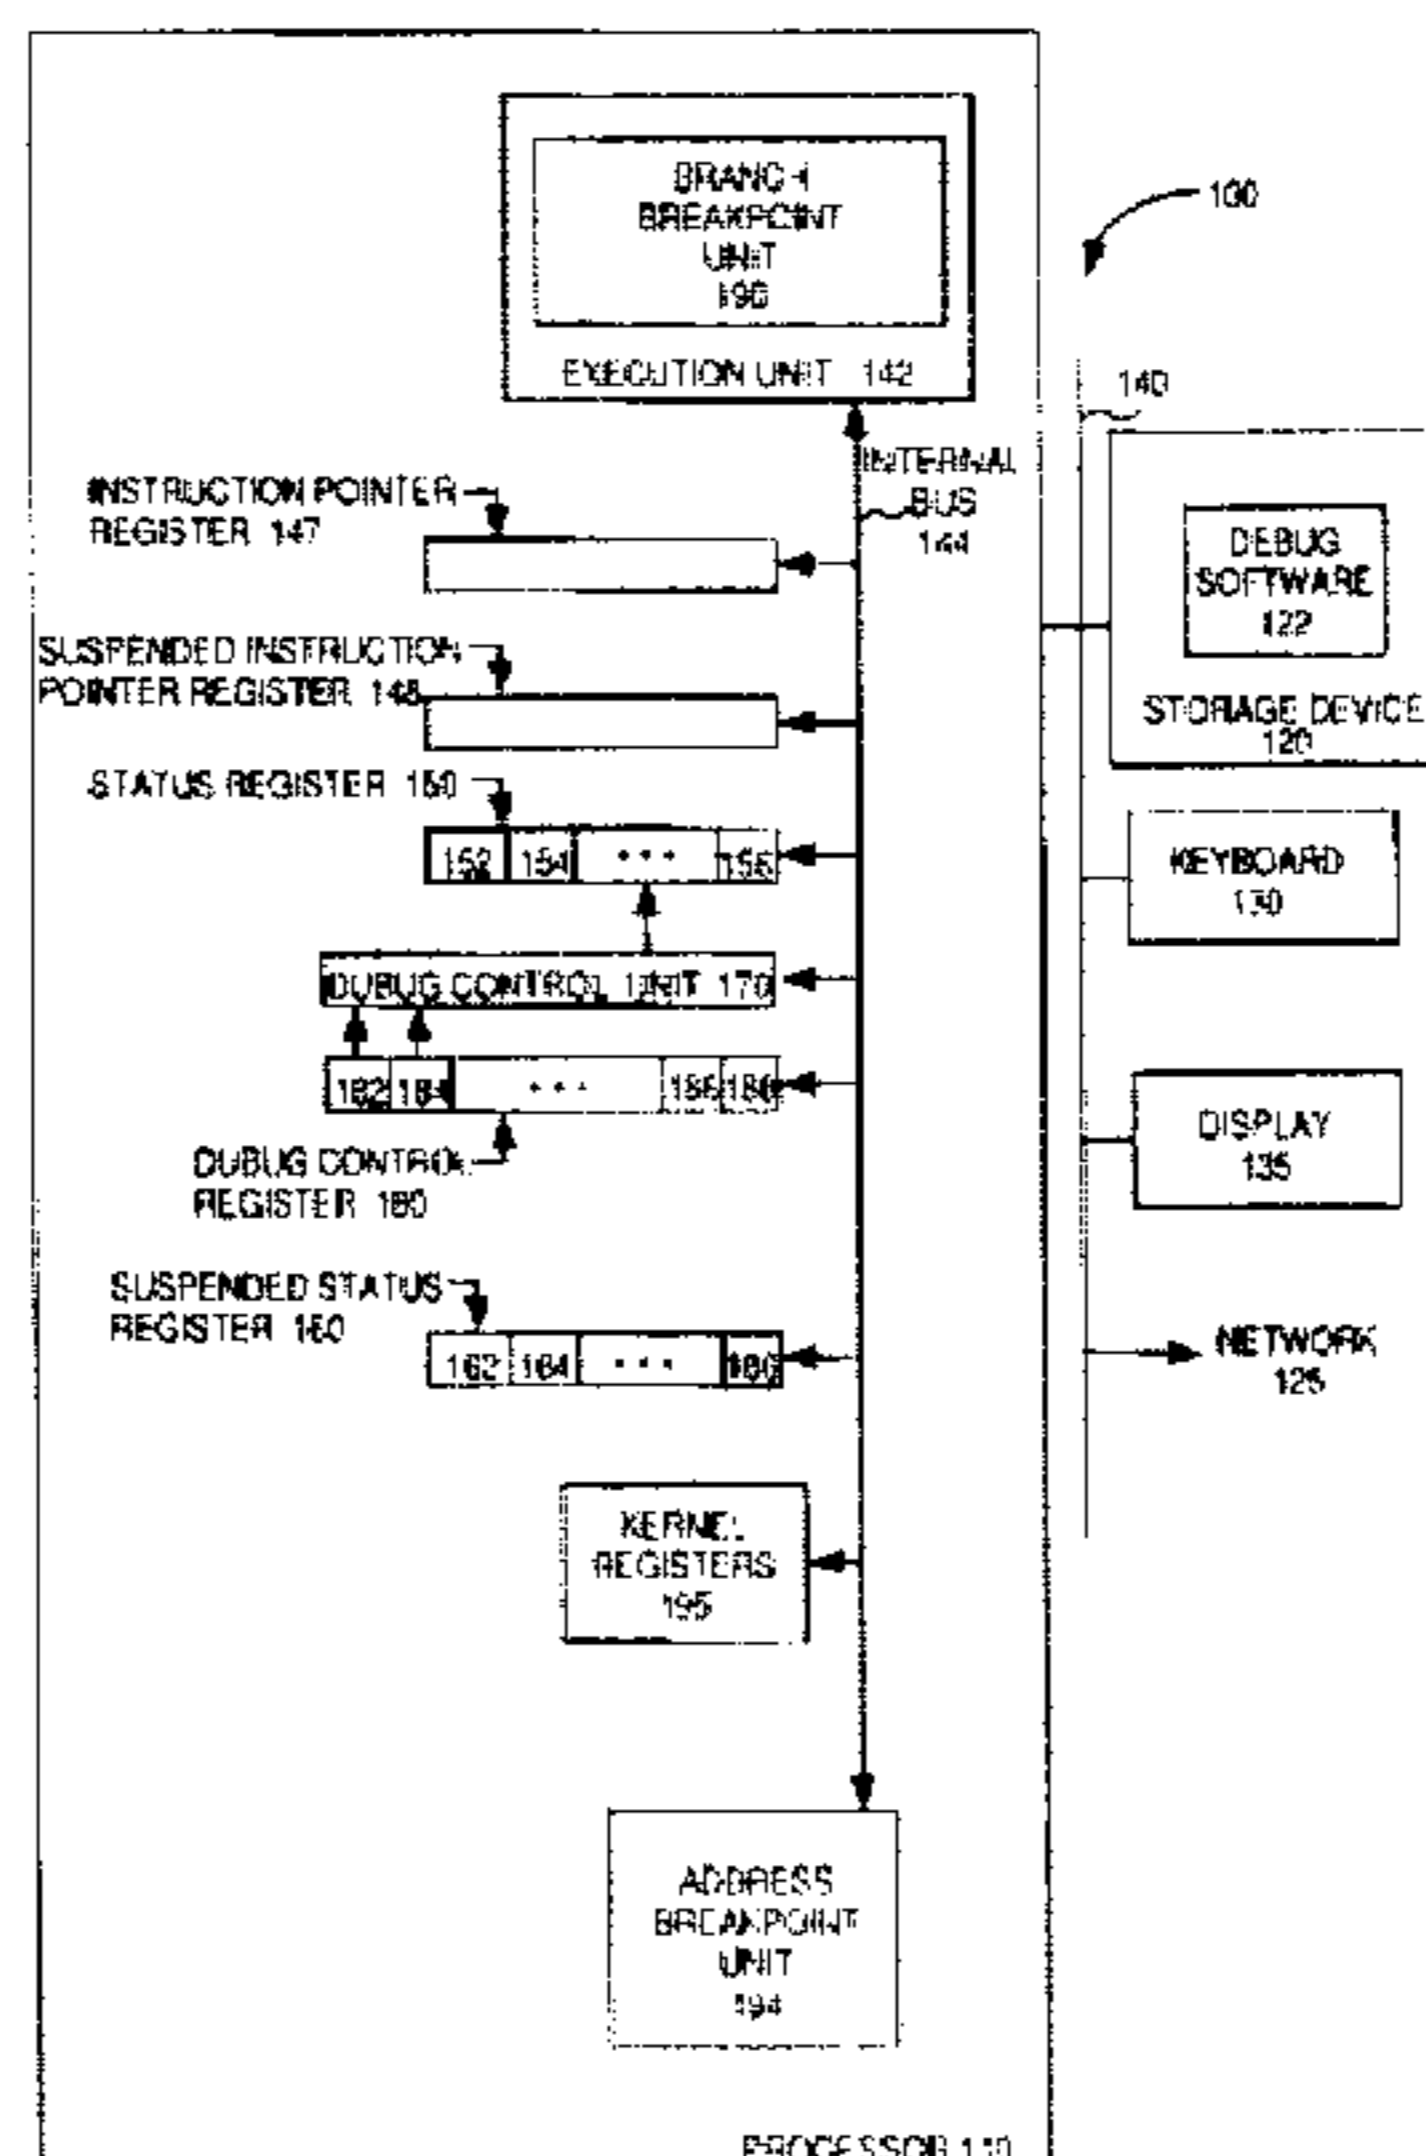 BRANCH
BREAKPOINT
UNIT
190
EXECUTION UNIT 142
100
140
INTERNAL
BUS
144
INSTRUCTION POINTER
REGISTER 147
DEBUG
SOFTWARE
122
STORAGE DEVICE
120
SUSPENDED INSTRUCTION
POINTER REGISTER 148
STATUS REGISTER 150
152 154 • • • 156
KEYBOARD
130
DUBUG CONTROL UNIT 170
182 184 • • •
DUBUG CONTROL
REGISTER 180
DISPLAY
135
SUSPENDED STATUS
REGISTER 160
162 164 • • • 166
NETWORK
125
KERNEL
REGISTERS
195
ADDRESS
BREAKPOINT
UNIT
194
PROCESSOR 110